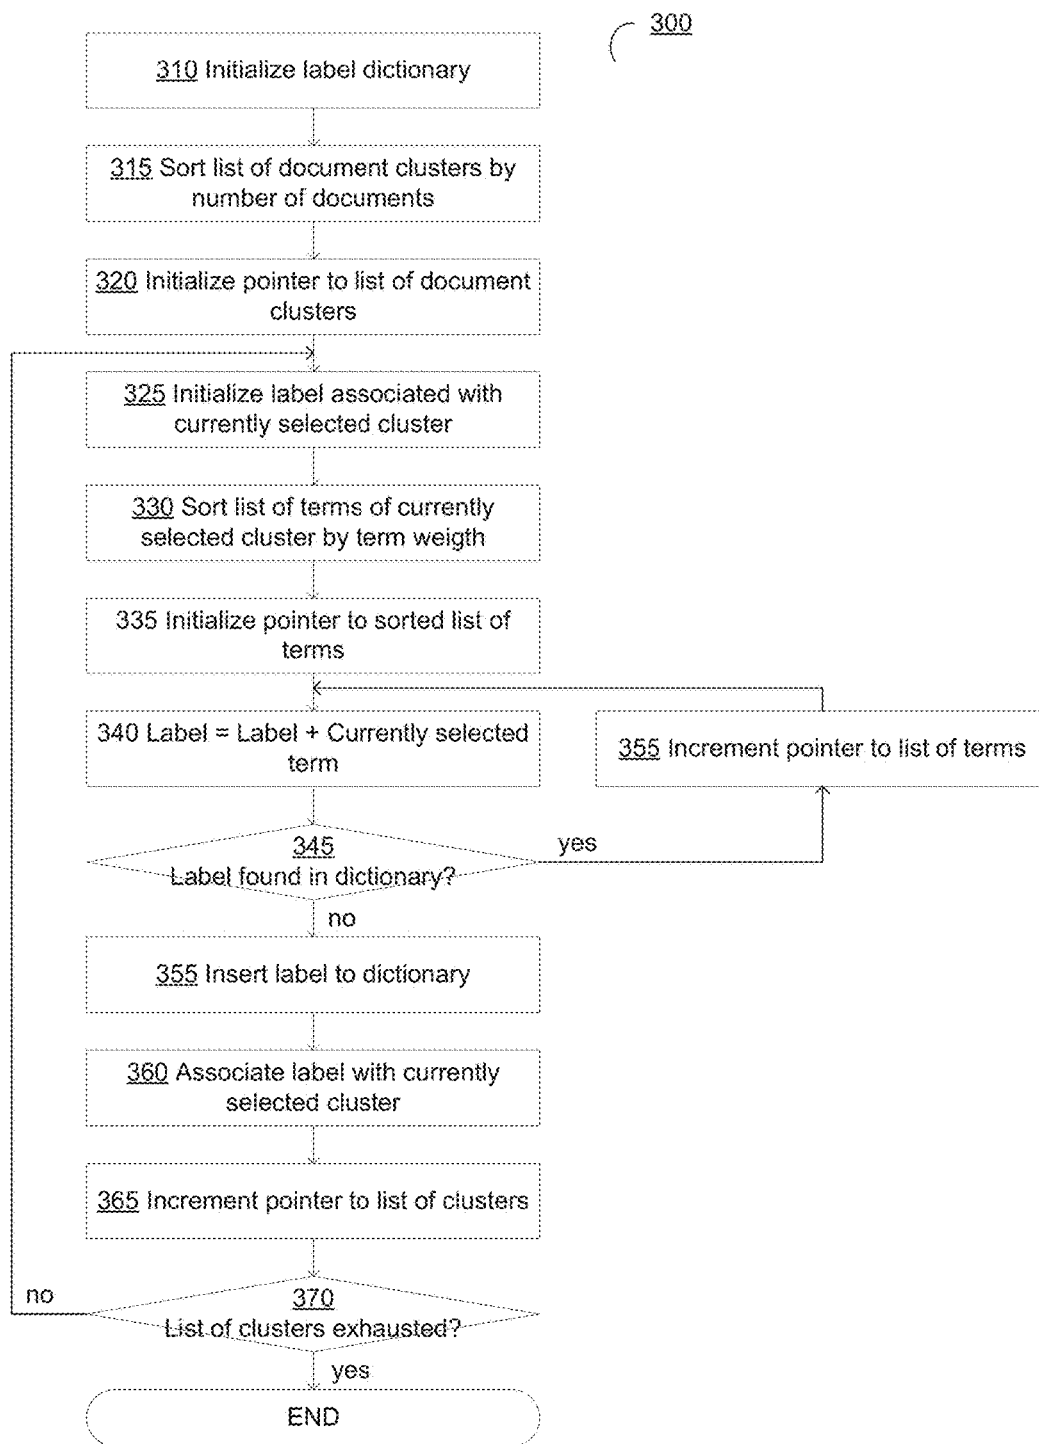 300
310 Initialize label dictionary
315 Sort list of document clusters by
number of documents
320 Initialize pointer to list of document
clusters
325 Initialize label associated with
currently selected cluster
330 Sort list of terms of currently
selected cluster by term weigth
335 Initialize pointer to sorted list of
terms
340 Label = Label + Currently selected
term
355 Increment pointer to list of terms
345
Label found in dictionary?
yes
no
355 Insert label to dictionary
360 Associate label with currently
selected cluster
365 Increment pointer to list of clusters
370
List of clusters exhausted?
no
yes
END